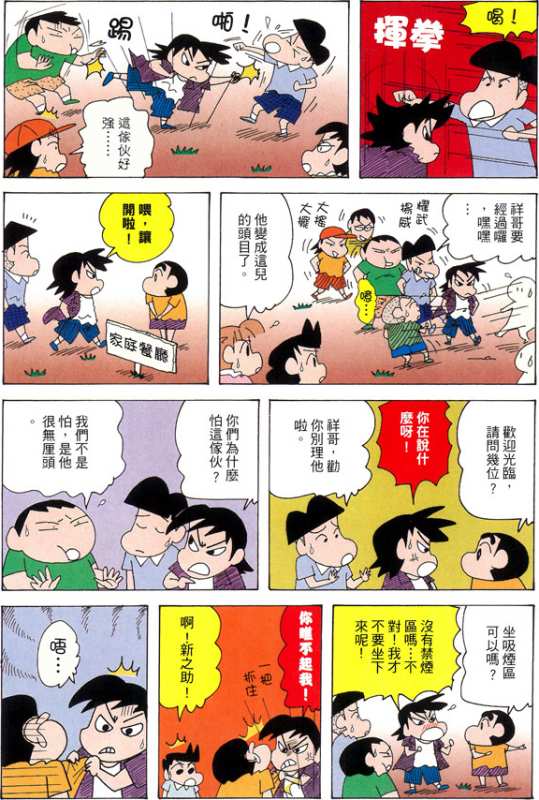 喝！
揮拳
啪！
踢
這傢伙好
強……
祥哥要
經過囉
，嘿嘿
…
耀武
揚威
大搖
大擺
唔…
他變成這兒
的頭目了。
喂，讓
開啦！
家庭餐廳
歡迎光臨，
請問幾位？
你在說什
麼呀！
祥哥，勸
你別理他
啦。
你們為什麼
怕這傢伙？
我們不是
怕，是他
很無厘頭
。
坐吸煙區
可以嗎？
沒有禁煙
區嗎…不
對！我才
不要坐下
來呢！
你瞧不起我！
一把
抓住
啊！新之助！
唔…